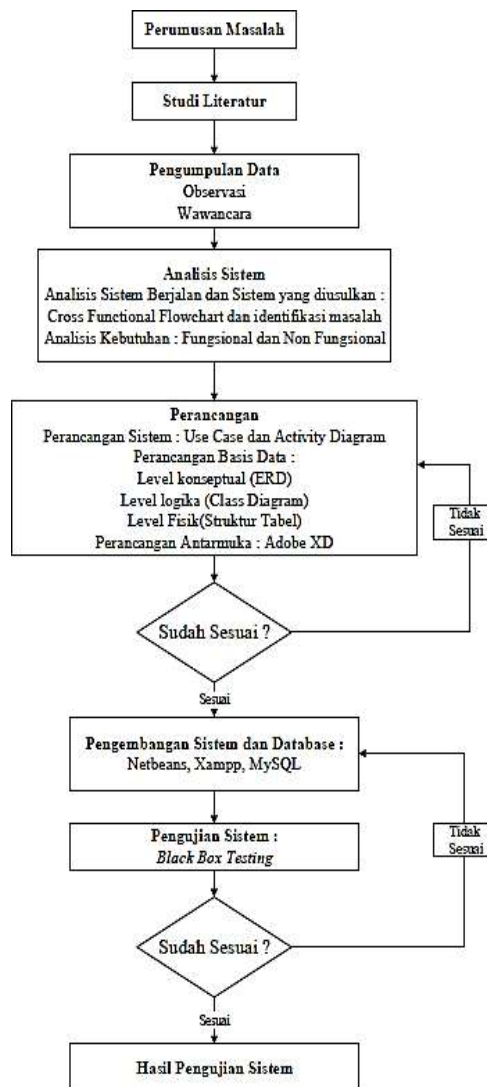 Perumusan Masalah
Studi Literatur
Pengumpulan Data
Observasi
Wawancara
Analisis Sistem
Analisis Sistem Berjalan dan Sistem yang diusulkan :
Cross Functional Flowchart dan identifikasi masalah
Analisis Kebutuhan : Fungsional dan Non Fungsional
Perancangan
Perancangan Sistem : Use Case dan Activity Diagram
Perancangan Basis Data :
Level konseptual (ERD)
Level logika (Class Diagram)
Level Fisik(Struktur Tabel)
Perancangan Antarmuka : Adobe XD
Tidak
Sesuai
Sudah Sesuai ?
Sesuai
Pengembangan Sistem dan Database :
Netbeans, Xampp, MySQL
Pengujian Sistem :
Black Box Testing
Tidak
Sesuai
Sudah Sesuai ?
Sesuai
Hasil Pengujian Sistem